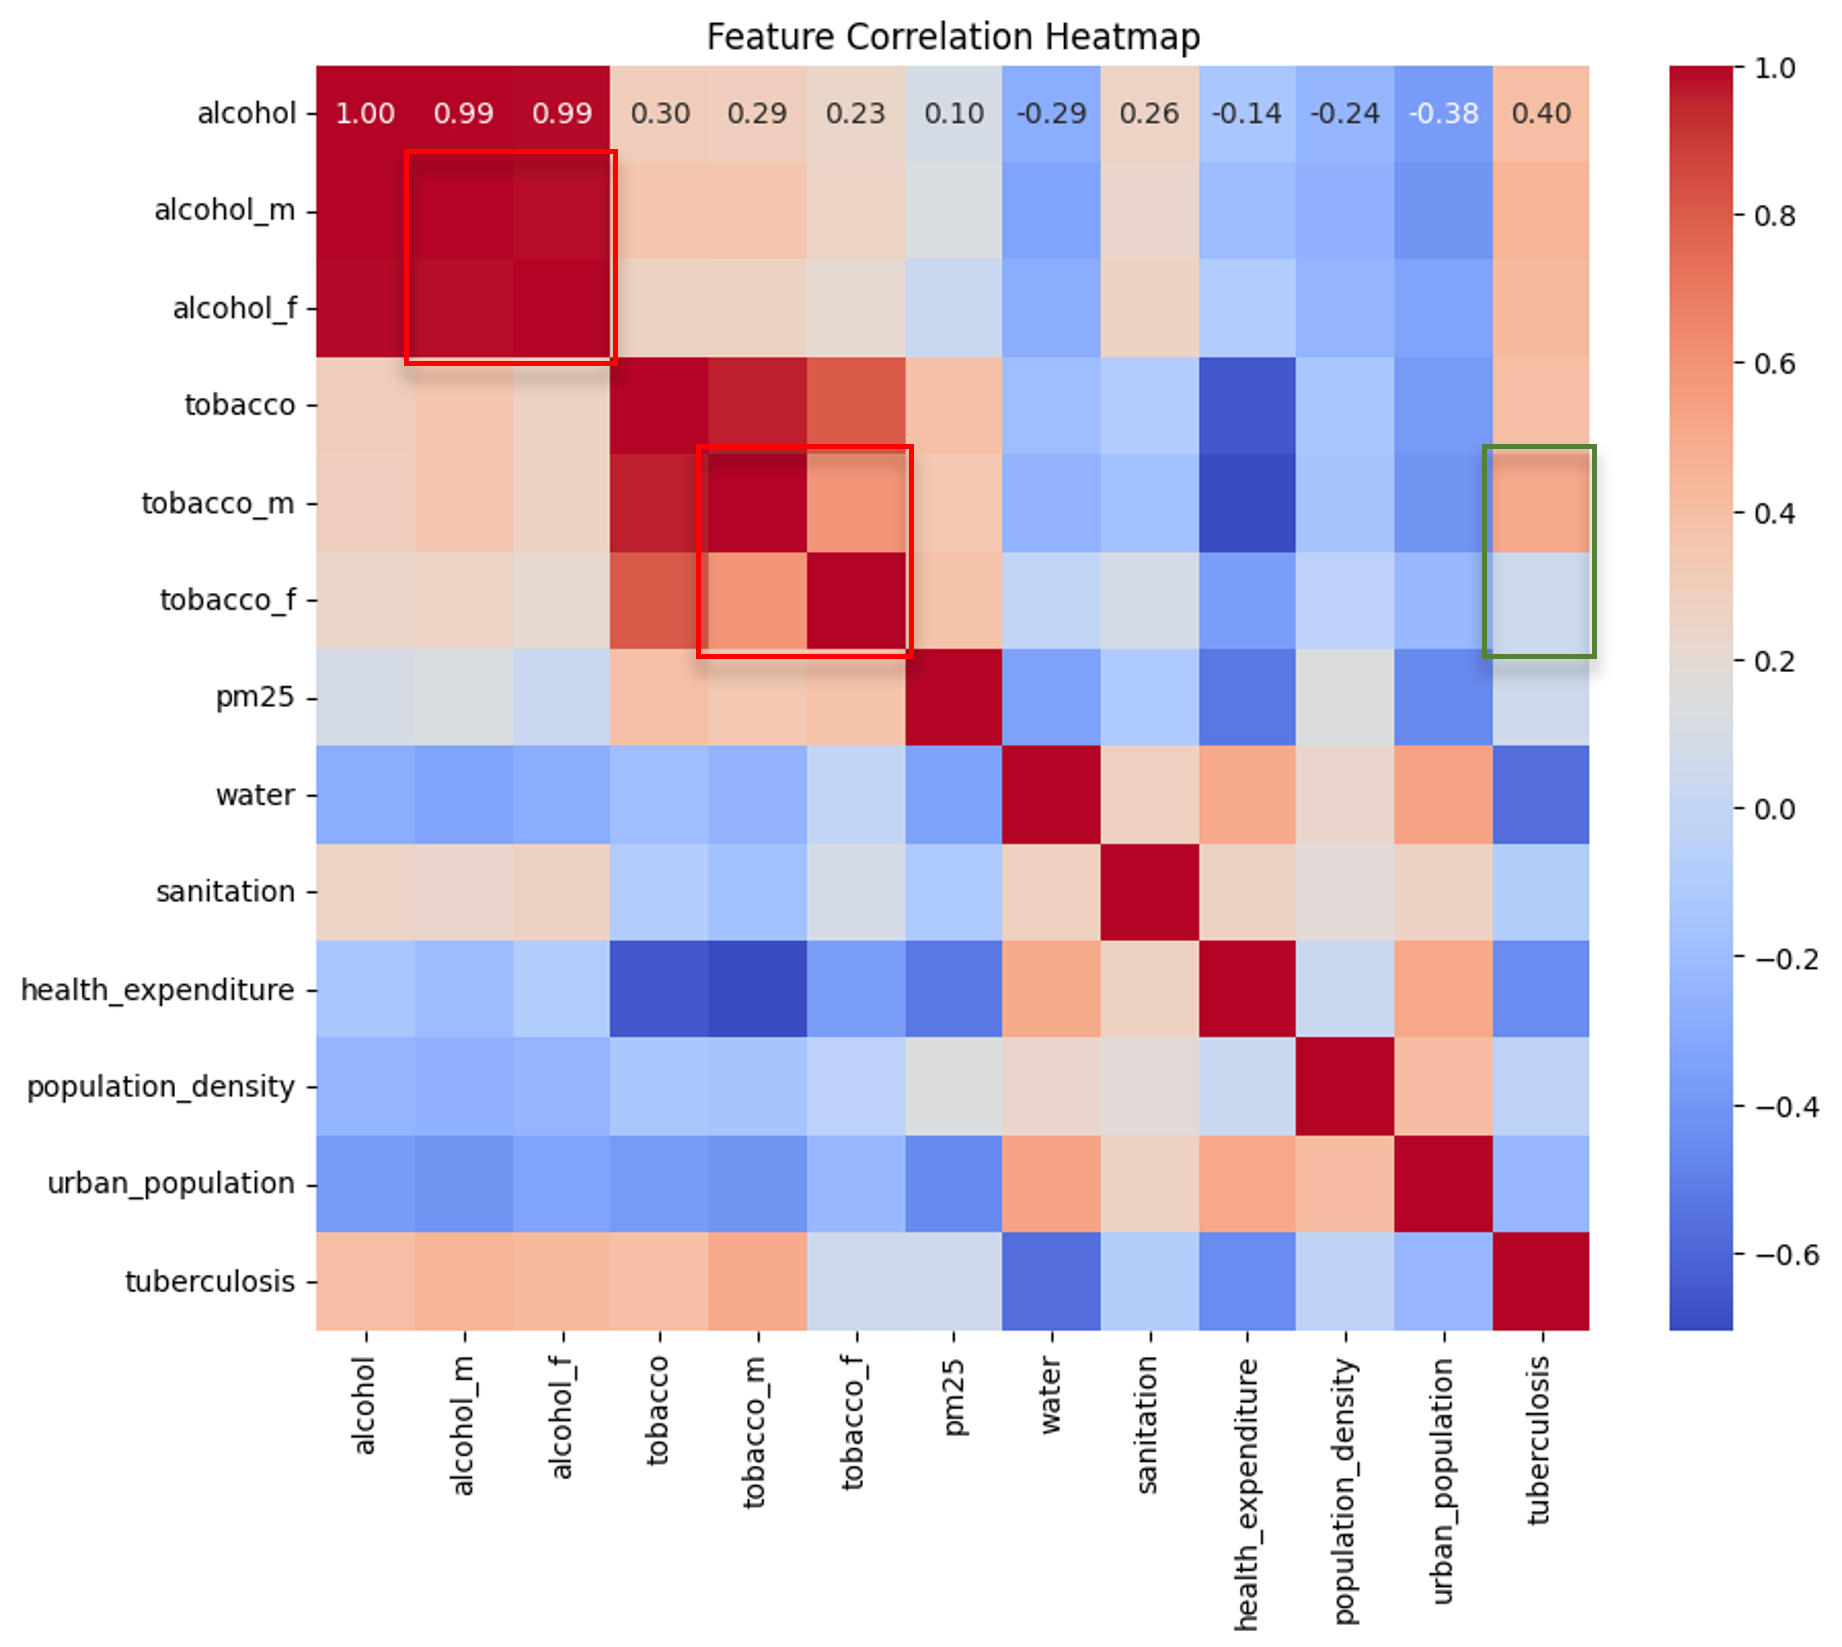 Feature Correlation Heatmap
alcohol 1.00 0.99 0.99 0.30 0.29 0.23 0.10 -0.29 0.26 -0.14 -0.24 -0.38 0.40
alcohol_m
alcohol_f
tobacco
tobacco_m
tobacco_f
pm25
water
sanitation
health_expenditure
population_density
urban_population
tuberculosis
alcohol
alcohol_m
alcohol_f
tobacco
tobacco_m
tobacco_f
pm25
water
sanitation
health_expenditure
population_density
urban_population
tuberculosis
1.0
0.8
0.6
0.4
0.2
0.0
−0.2
−0.4
−0.6